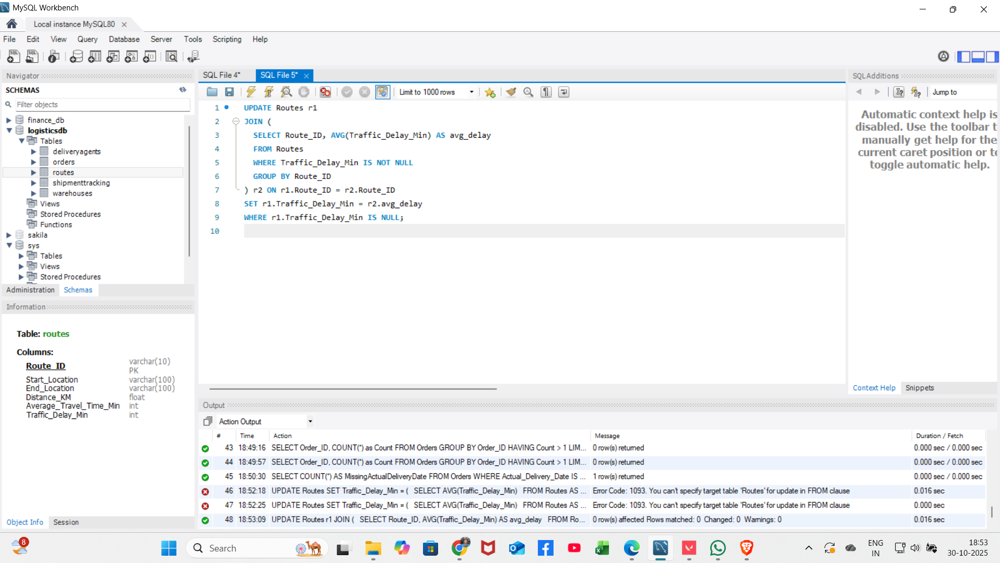 MySQL Workbench
Local instance MySQL80
File Edit View Query Database Server Tools Scripting Help
Navigator
SCHEMAS
Filter objects
finance_db
logisticsdb
Tables
deliveryagents
orders
routes
shipmenttracking
warehouses
Views
Stored Procedures
Functions
sakila
sys
Tables
Views
Stored Procedures
Administration Schemas
Information
Table: routes
Columns:
Route_ID varchar(10) PK
Start_Location varchar(100)
End_Location varchar(100)
Distance_KM float
Average_Travel_Time_Min int
Traffic_Delay_Min int
Object Info Session
SQL File 4* SQL File 5*
Limit to 1000 rows
1 UPDATE Routes r1
2 JOIN (
3 SELECT Route_ID, AVG(Traffic_Delay_Min) AS avg_delay
4 FROM Routes
5 WHERE Traffic_Delay_Min IS NOT NULL
6 GROUP BY Route_ID
7 ) r2 ON r1.Route_ID = r2.Route_ID
8 SET r1.Traffic_Delay_Min = r2.avg_delay
9 WHERE r1.Traffic_Delay_Min IS NULL;
10
SQLAdditions
Jump to
Automatic context help is
disabled. Use the toolbar t
manually get help for the
current caret position or to
toggle automatic help.
Context Help Snippets
Output
Action Output
# Time Action Message Duration / Fetch
43 18:49:16 SELECT Order_ID, COUNT(*) as Count FROM Orders GROUP BY Order_ID HAVING Count > 1 LIM... 0 row(s) returned 0.000 sec / 0.000 sec
44 18:49:57 SELECT Order_ID, COUNT(*) as Count FROM Orders GROUP BY Order_ID HAVING Count > 1 LIM... 0 row(s) returned 0.000 sec / 0.000 sec
45 18:50:30 SELECT COUNT(*) AS MissingActualDeliveryDate FROM Orders WHERE Actual_Delivery_Date IS ... 1 row(s) returned 0.000 sec / 0.000 sec
46 18:52:18 UPDATE Routes SET Traffic_Delay_Min = ( SELECT AVG(Traffic_Delay_Min) FROM Routes AS ... Error Code: 1093. You can't specify target table 'Routes' for update in FROM clause 0.016 sec
47 18:52:25 UPDATE Routes SET Traffic_Delay_Min = ( SELECT AVG(Traffic_Delay_Min) FROM Routes AS ... Error Code: 1093. You can't specify target table 'Routes' for update in FROM clause 0.000 sec
48 18:53:09 UPDATE Routes r1 JOIN ( SELECT Route_ID, AVG(Traffic_Delay_Min) AS avg_delay FROM Ro... 0 row(s) affected Rows matched: 0 Changed: 0 Warnings: 0 0.016 sec
8
Search
ENG
IN
18:53
30-10-2025